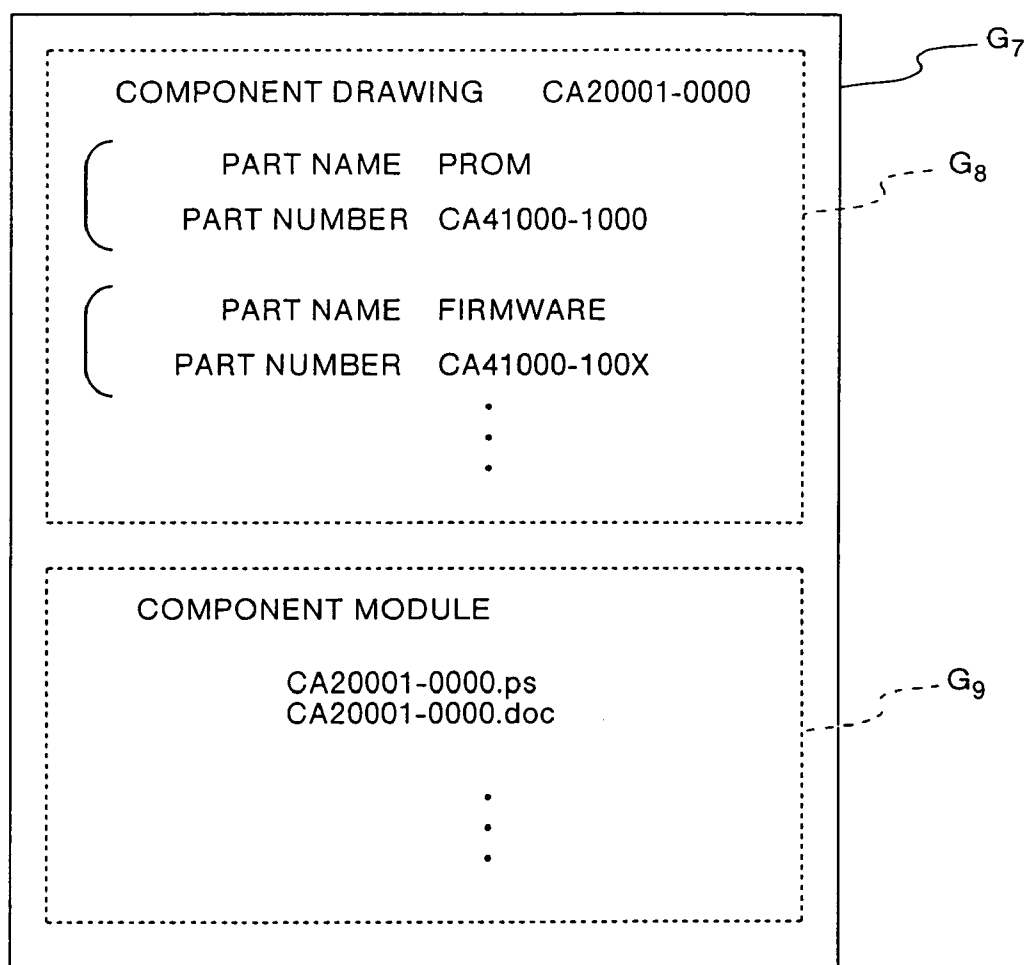 G7
COMPONENT DRAWING CA20001-0000
PART NAME PROM
G8
PART NUMBER CA41000-1000
PART NAME FIRMWARE
PART NUMBER CA41000-100X
COMPONENT MODULE
CA20001-0000.ps
G9
CA20001-0000.doc